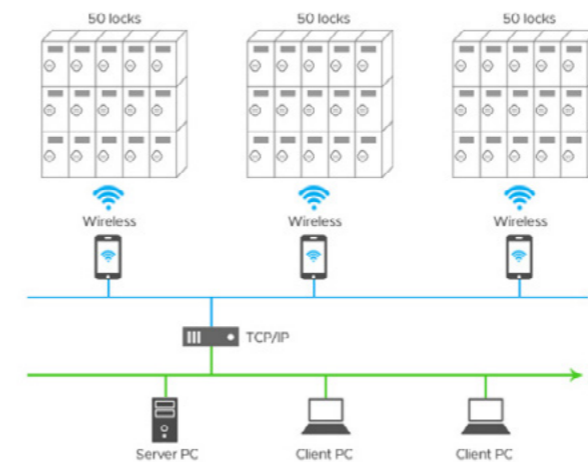 50 locks
50 locks
50 locks
Wireless
Wireless
Wireless
TCP/IP
Server PC
Client PC
Client PC